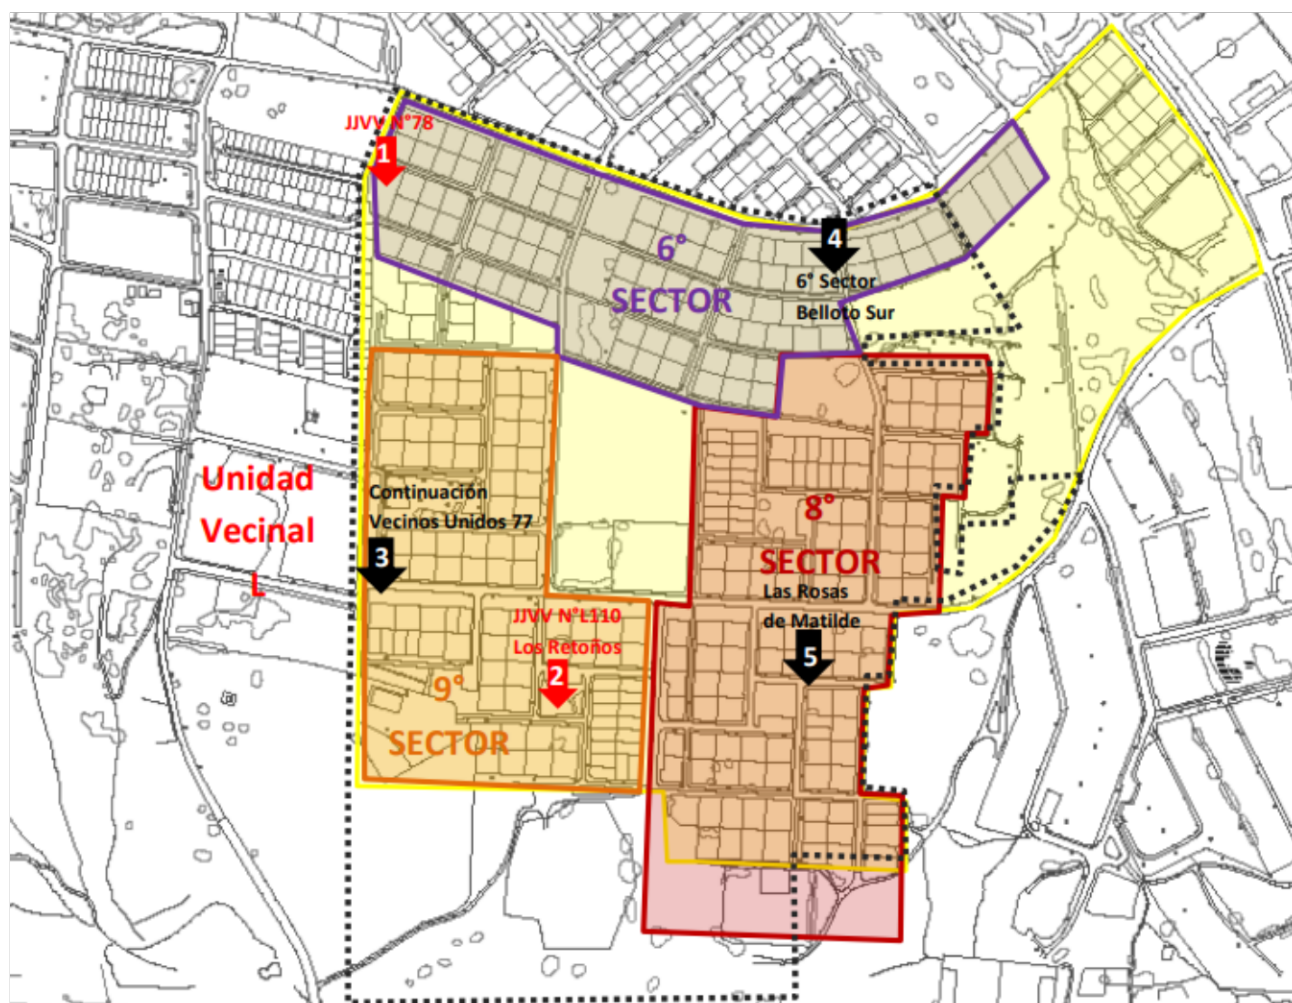 JJVV N°78
1
4
6°
SECTOR
6° Sector
Belloto Sur
Unidad
Vecinal
L
Continuación
Vecinos Unidos 77
3
8°
SECTOR
Las Rosas
de Matilde
5
JJVV N°L110
Los Retoños
2
9°
SECTOR